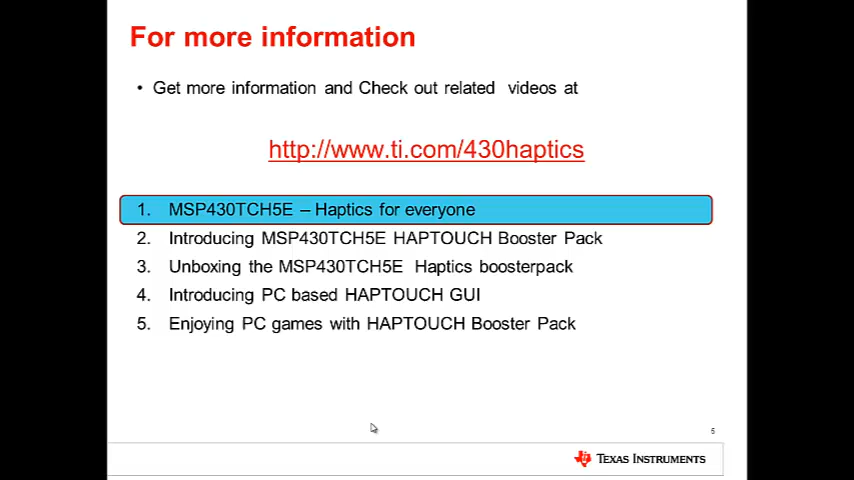 For more information
• Get more information and Check out related videos at
http://www.ti.com/430haptics
1. MSP430TCH5E – Haptics for everyone
2. Introducing MSP430TCH5E HAPTOUCH Booster Pack
3. Unboxing the MSP430TCH5E Haptics boosterpack
4. Introducing PC based HAPTOUCH GUI
5. Enjoying PC games with HAPTOUCH Booster Pack
5
TEXAS INSTRUMENTS